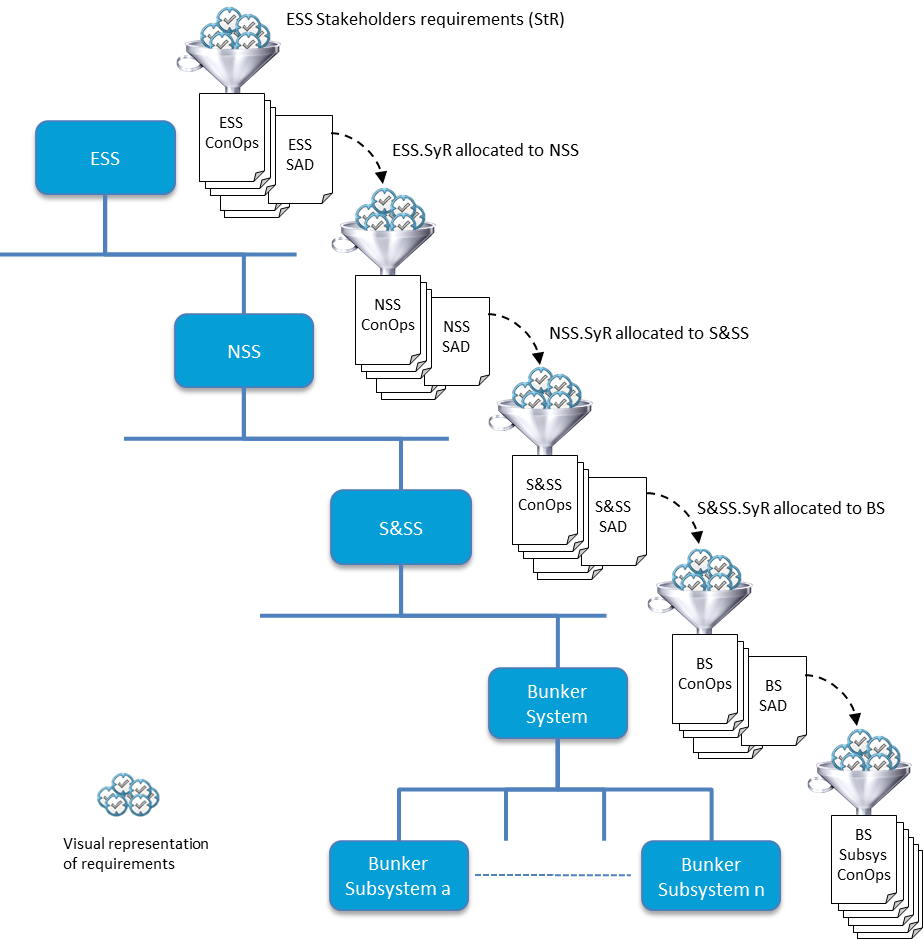 ESS Stakeholders requirements (StR)
ESS
ConOps
ESS
SAD
ESS
ESS.SyR allocated to NSS
NSS
ConOps
NSS
SAD
NSS
NSS.SyR allocated to S&SS
S&SS
ConOps
S&SS
SAD
S&SS
S&SS.SyR allocated to BS
BS
ConOps
BS
SAD
Bunker
System
Visual representation
of requirements
Bunker
Subsystem a
Bunker
Subsystem n
BS
Subsys
ConOps